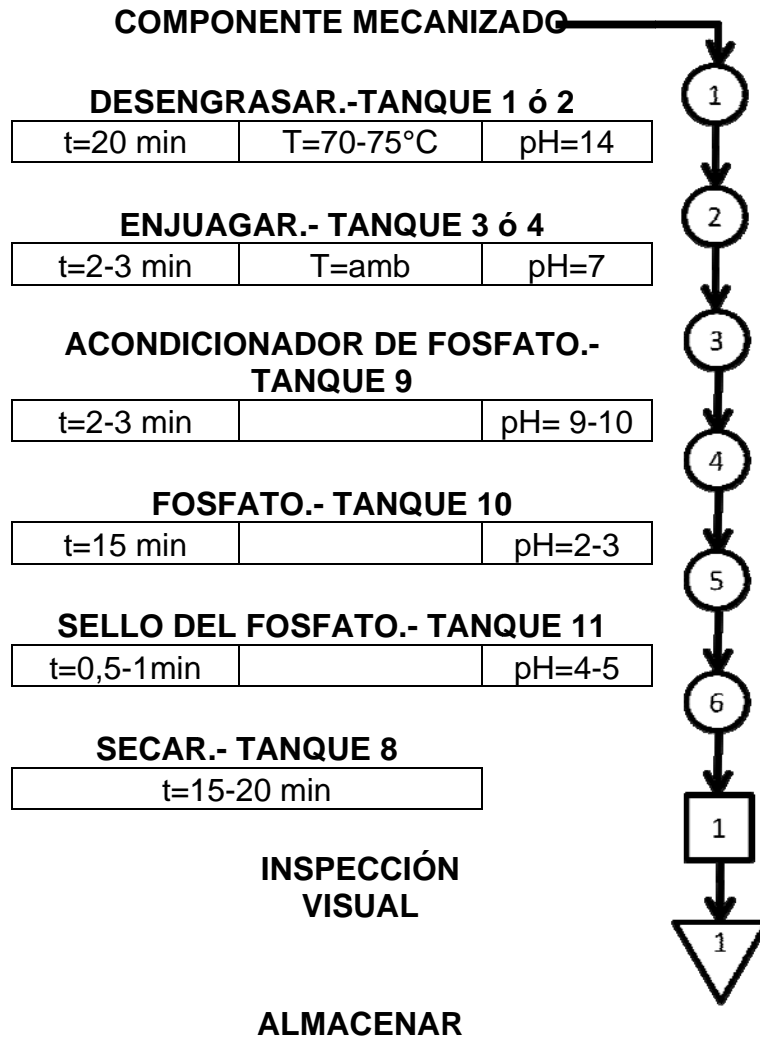 COMPONENTE MECANIZADO
1
DESENGRASAR.-TANQUE 1 ó 2
t=20 min T=70-75°C pH=14
2
ENJUAGAR.- TANQUE 3 ó 4
t=2-3 min T=amb pH=7
3
ACONDICIONADOR DE FOSFATO.-
TANQUE 9
t=2-3 min pH= 9-10
4
FOSFATO.- TANQUE 10
t=15 min pH=2-3
5
SELLO DEL FOSFATO.- TANQUE 11
t=0,5-1min pH=4-5
6
SECAR.- TANQUE 8
t=15-20 min
1
INSPECCIÓN
VISUAL
1
ALMACENAR